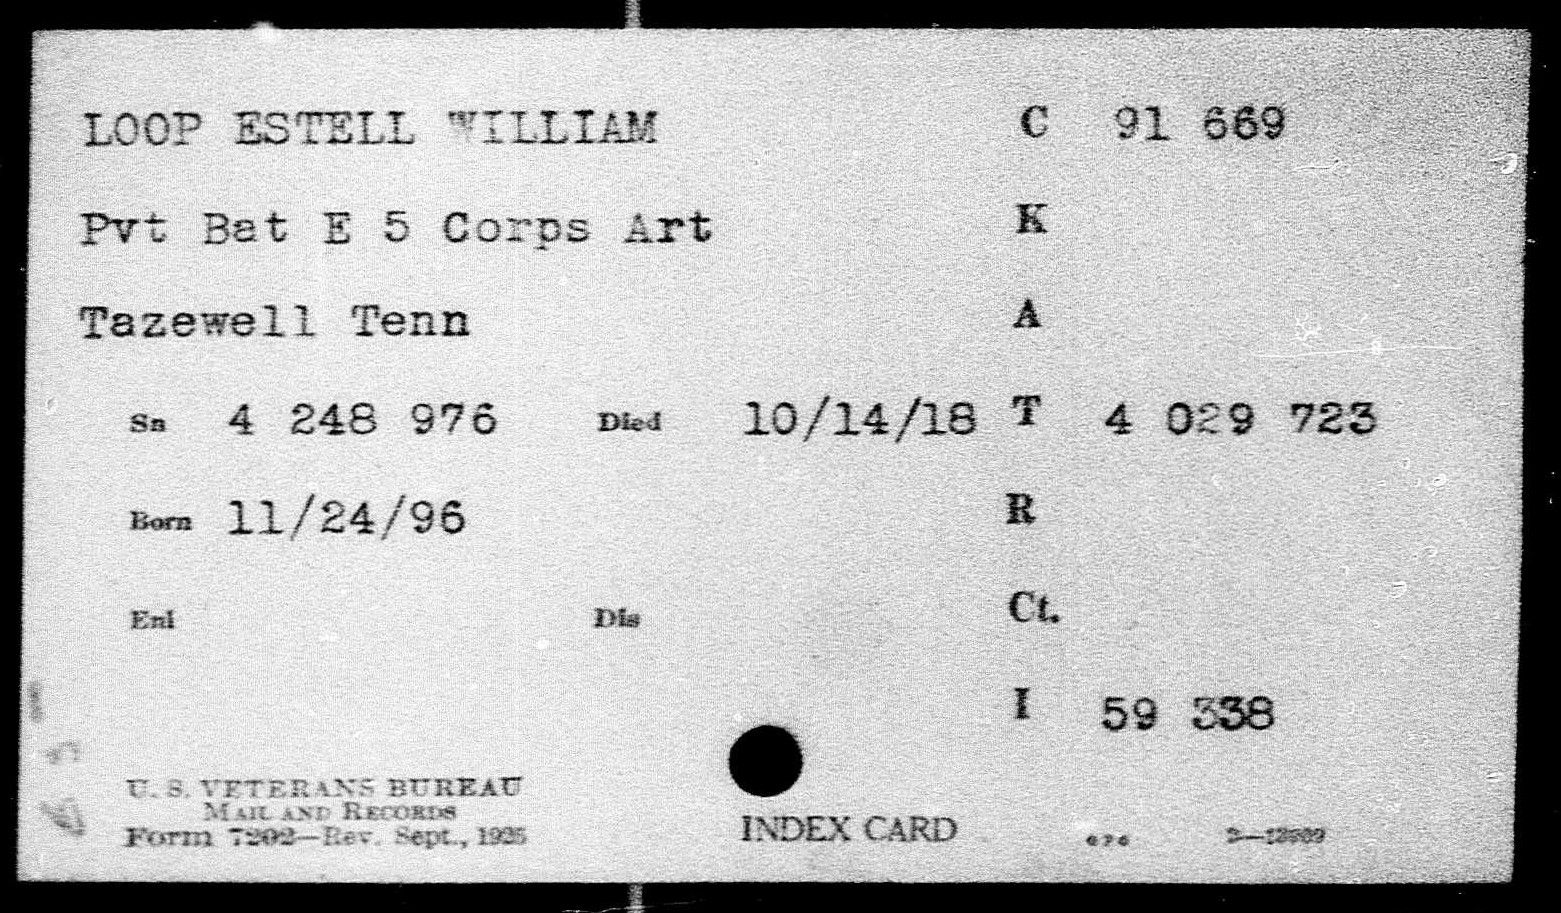 LOOP ESTELL WILLIAM C 91 669
Pvt Bat E 5 Corps Art K
Tazewell Tenn A
Sn 4 248 976 Died 10/14/18 T 4 029 723
Born 11/24/96 R
Enl Dis Ct.
I 59 338
U. S. VETERANS BUREAU
MAIL AND RECORDS
Form 7202—Rev. Sept., 1925
INDEX CARD